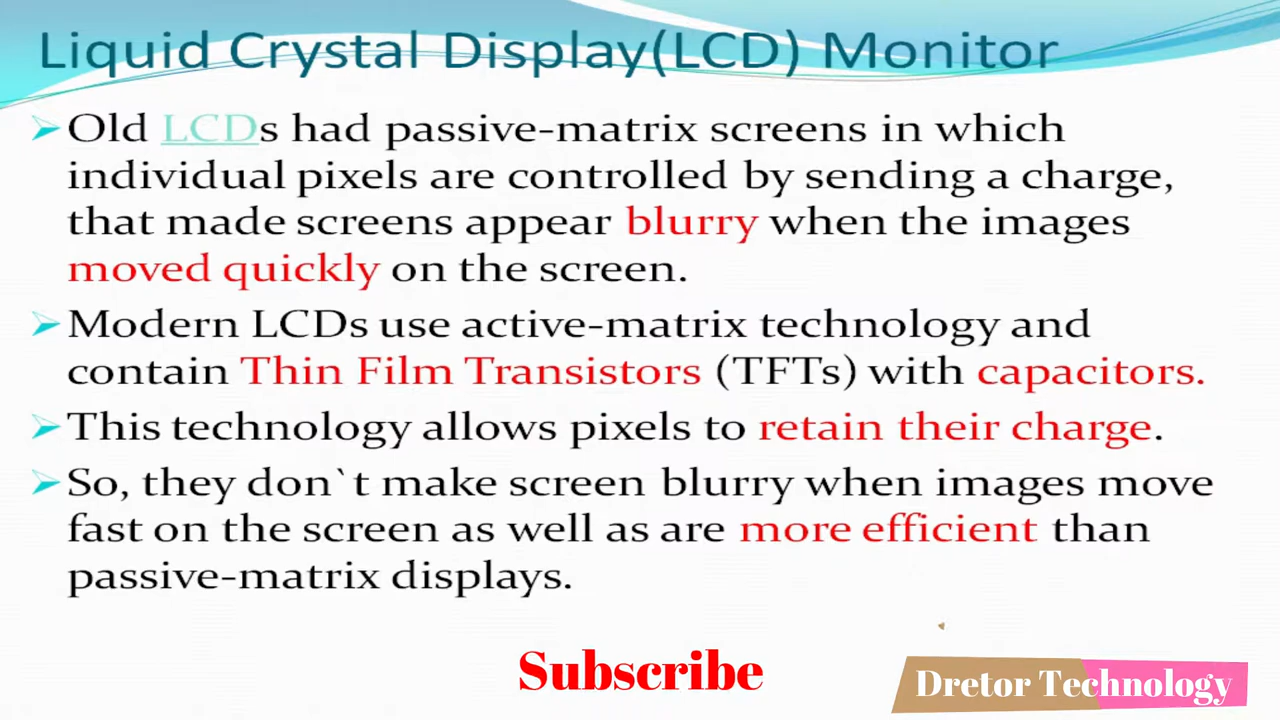 Liquid Crystal Display(LCD) Monitor
Old LCDs had passive-matrix screens in which
individual pixels are controlled by sending a charge,
that made screens appear blurry when the images
moved quickly on the screen.
Modern LCDs use active-matrix technology and
contain Thin Film Transistors (TFTs) with capacitors.
This technology allows pixels to retain their charge.
So, they don`t make screen blurry when images move
fast on the screen as well as are more efficient than
passive-matrix displays.
Subscribe
Dretor Technology